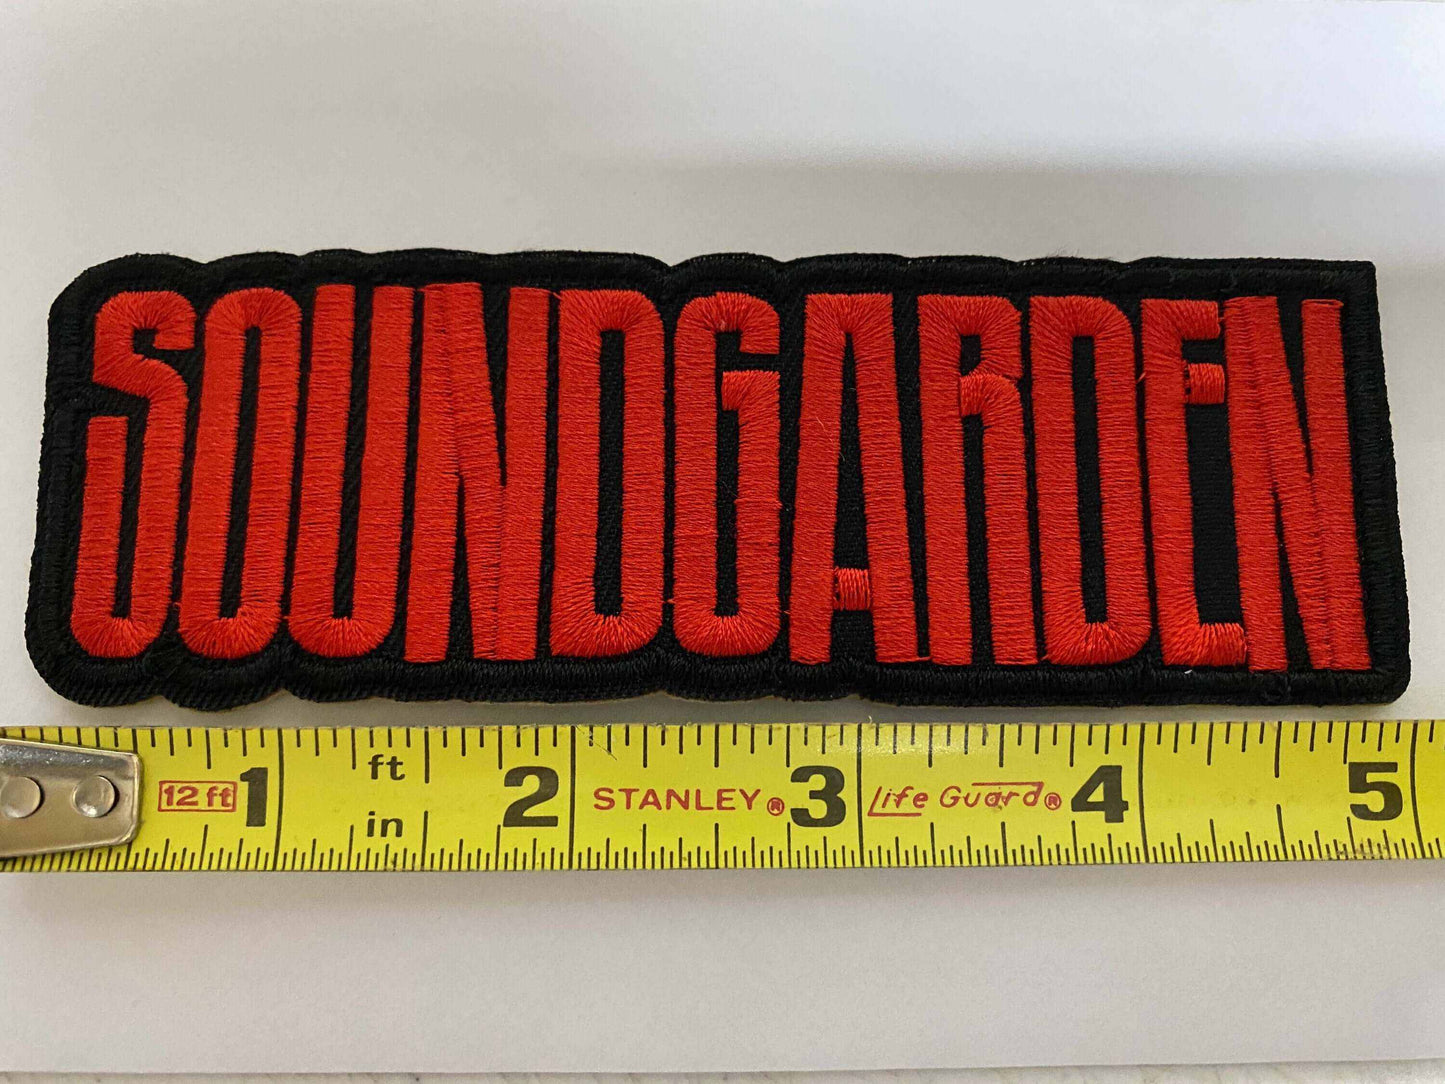 SOUNDGARDEN
12 ft 1 ft in 2 STANLEY® 3 Life Guard® 4 5